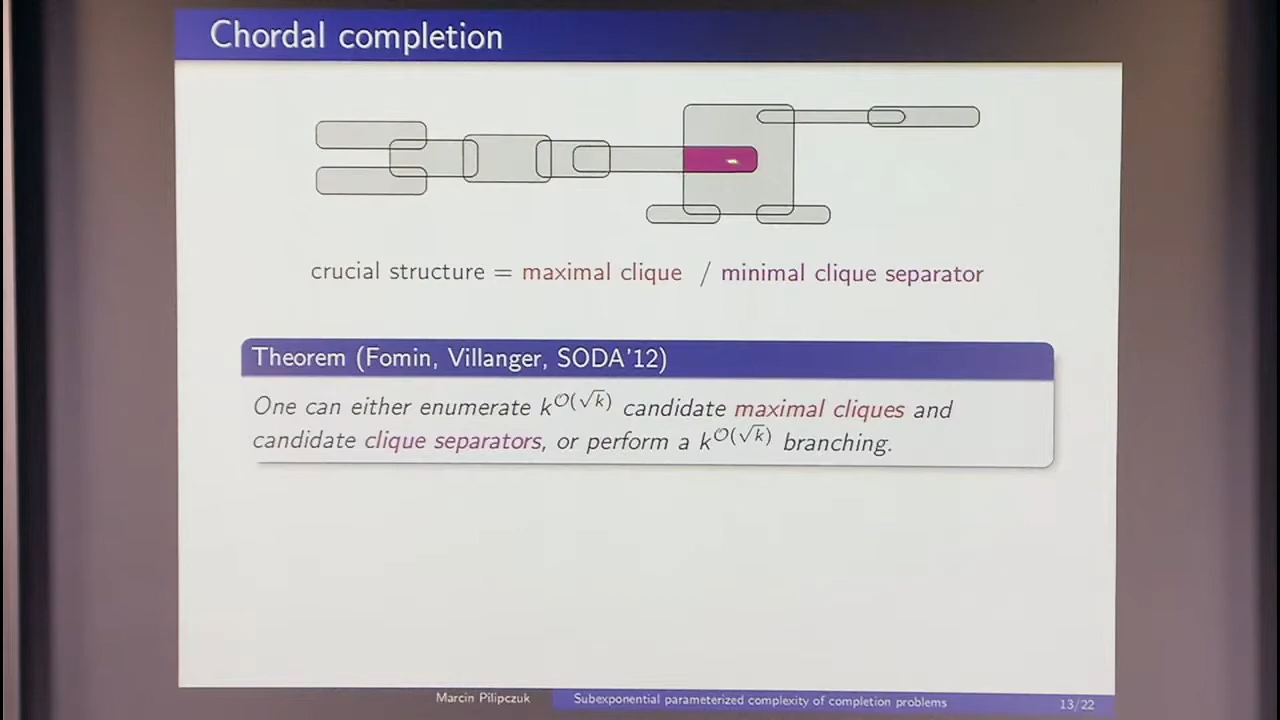 Chordal completion
crucial structure = maximal clique / minimal clique separator
Theorem (Fomin, Villanger, SODA'12)
One can either enumerate k^{O(√k)} candidate maximal cliques and
candidate clique separators, or perform a k^{O(√k)} branching.
Marcin Pilipczuk Subexponential parameterized complexity of completion problems 13/22